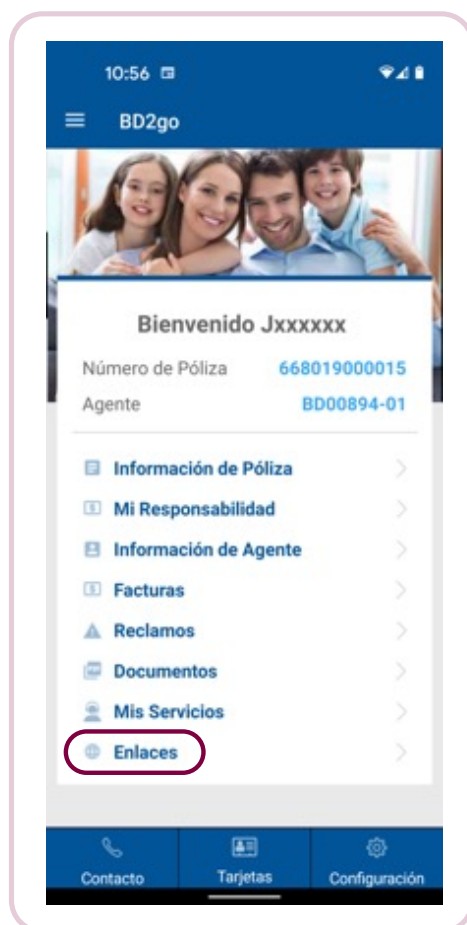 10:56
BD2go
Bienvenido Jxxxxxx
Número de Póliza 668019000015
Agente BD00894-01
Información de Póliza
Mi Responsabilidad
Información de Agente
Facturas
Reclamos
Documentos
Mis Servicios
Enlaces
Contacto Tarjetas Configuración